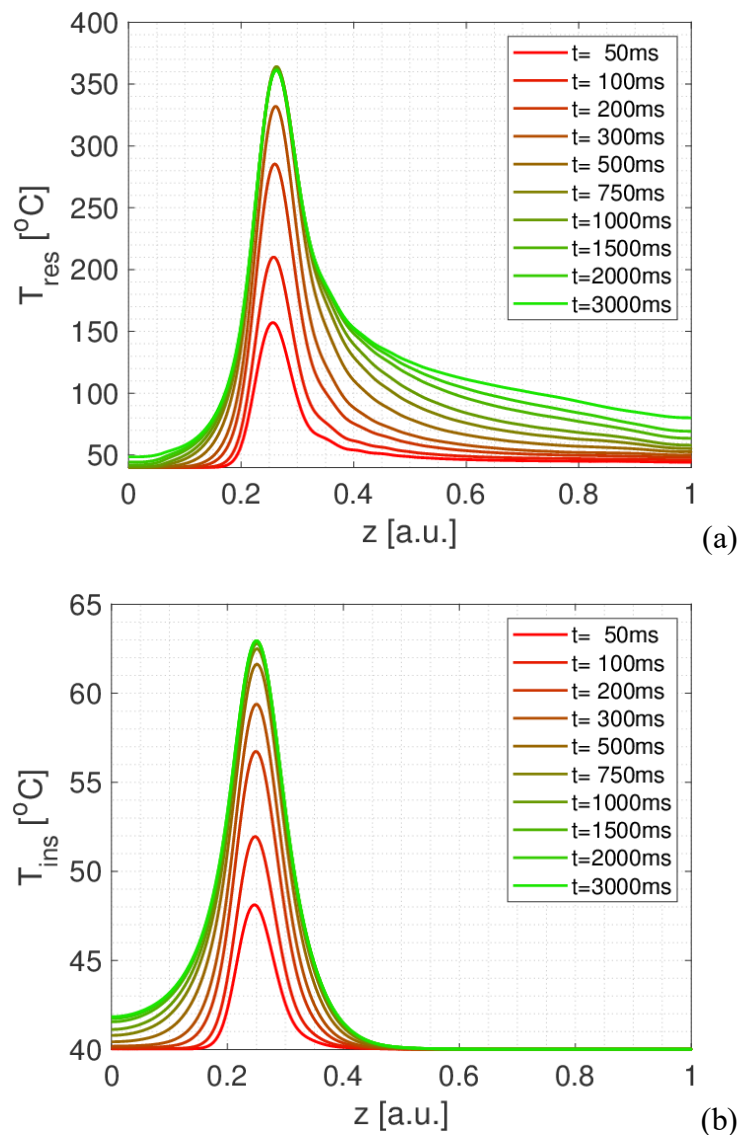 400
350
300
250
200
150
100
50
T_res [°C]
t= 50ms
t= 100ms
t= 200ms
t= 300ms
t= 500ms
t= 750ms
t=1000ms
t=1500ms
t=2000ms
t=3000ms
0 0.2 0.4 0.6 0.8 1
z [a.u.]
(a)
65
60
55
50
45
40
T_ins [°C]
t= 50ms
t= 100ms
t= 200ms
t= 300ms
t= 500ms
t= 750ms
t=1000ms
t=1500ms
t=2000ms
t=3000ms
0 0.2 0.4 0.6 0.8 1
z [a.u.]
(b)